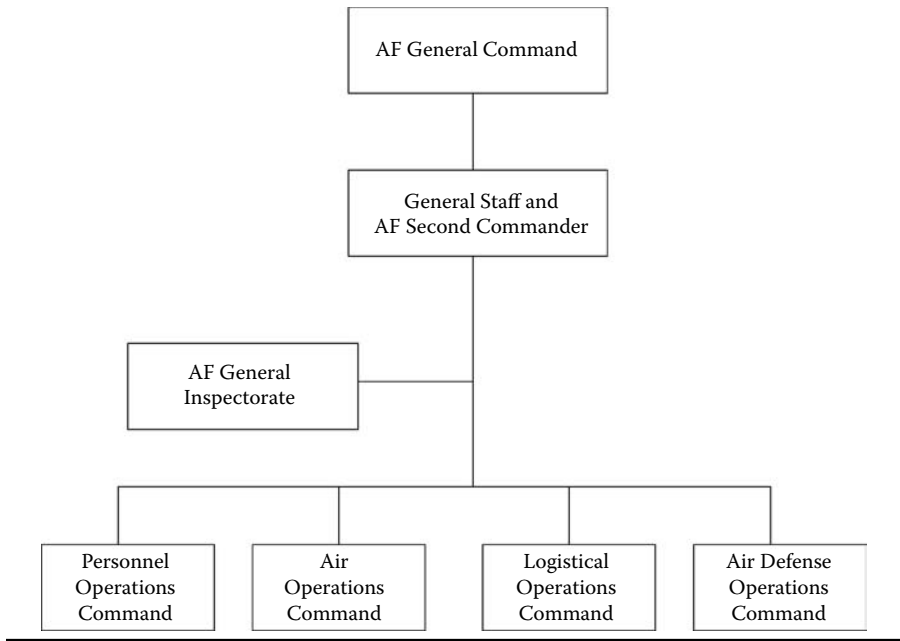 AF General Command
General Staff and
AF Second Commander
AF General
Inspectorate
Personnel
Operations
Command
Air
Operations
Command
Logistical
Operations
Command
Air Defense
Operations
Command